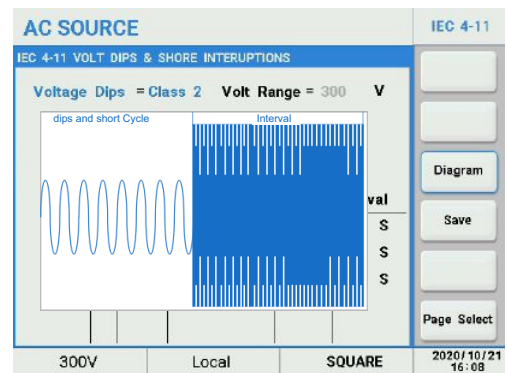 AC SOURCE
IEC 4-11
IEC 4-11 VOLT DIPS & SHORE INTERUPTIONS
Voltage Dips = Class 2 Volt Range = 300 V
dips and short Cycle Interval
Diagram
val
S
Save
S
S
Page Select
300V Local SQUARE
2020/10/21
16:08